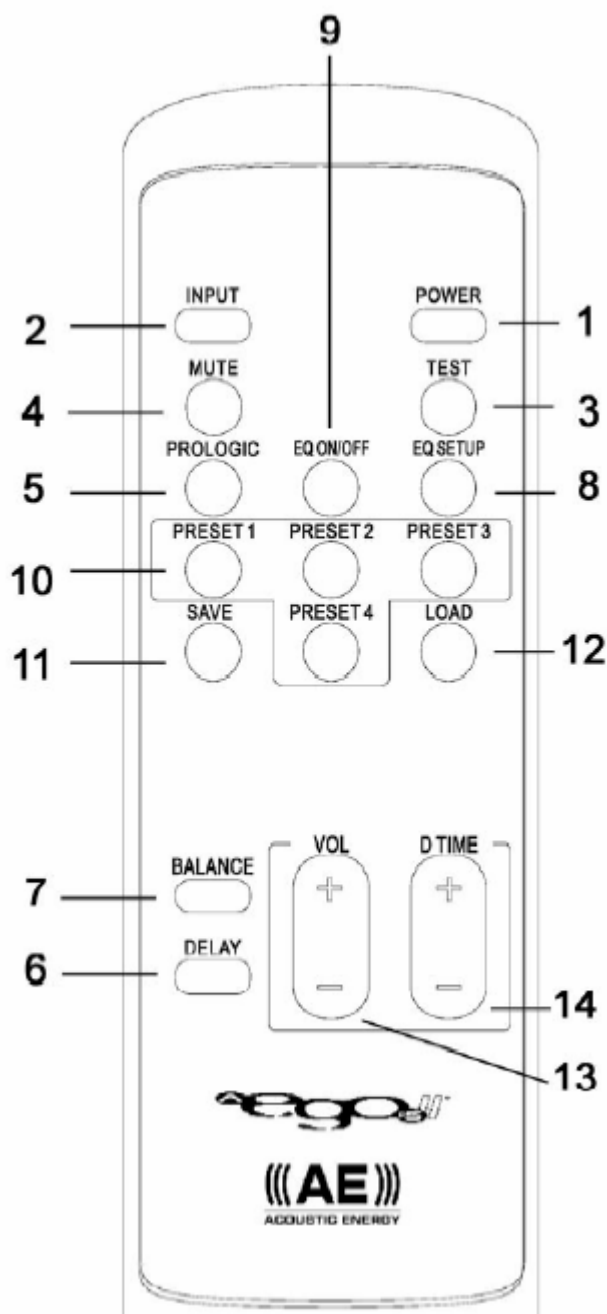 9
INPUT POWER
2 1
MUTE TEST
4 3
PROLOGIC EQ ON/OFF EQ SETUP
5 8
PRESET 1 PRESET 2 PRESET 3
10
SAVE PRESET 4 LOAD
11 12
VOL D TIME
BALANCE + +
7
DELAY
6 − −
14
13
(((AE)))
ACOUSTIC ENERGY